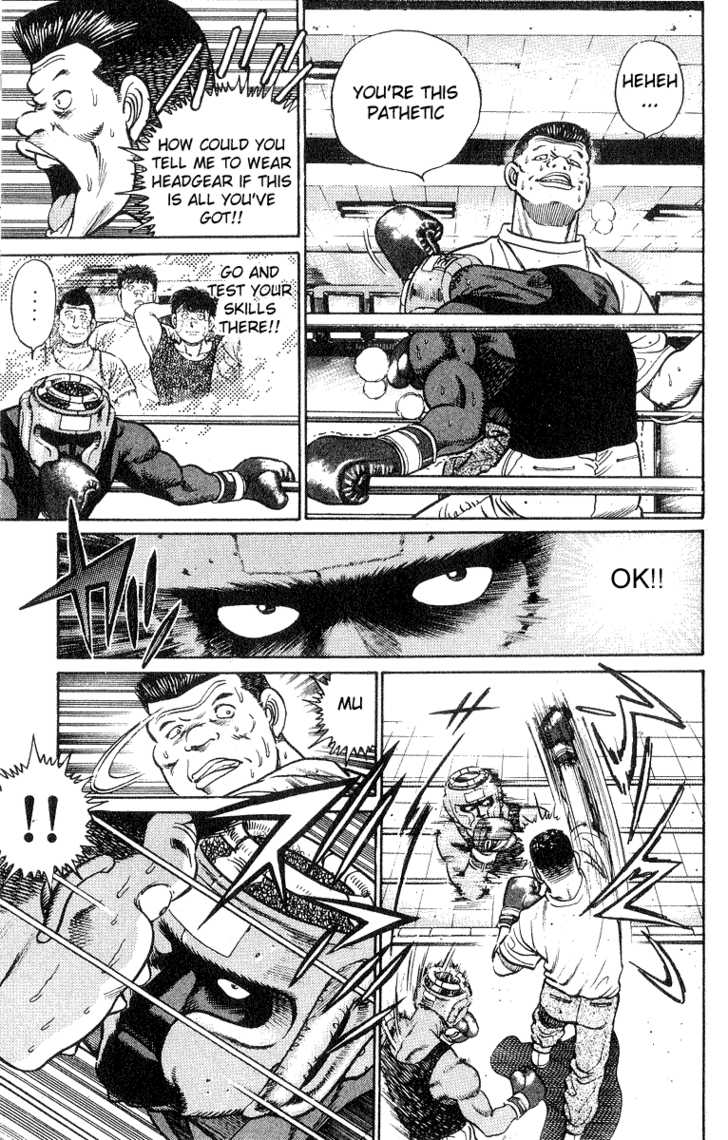 HEHEH
...
YOU'RE THIS
PATHETIC
HOW COULD YOU
TELL ME TO WEAR
HEADGEAR IF THIS
IS ALL YOU'VE
GOT!!
GO AND
TEST YOUR
SKILLS
THERE!!
...
OK!!
MU
!!